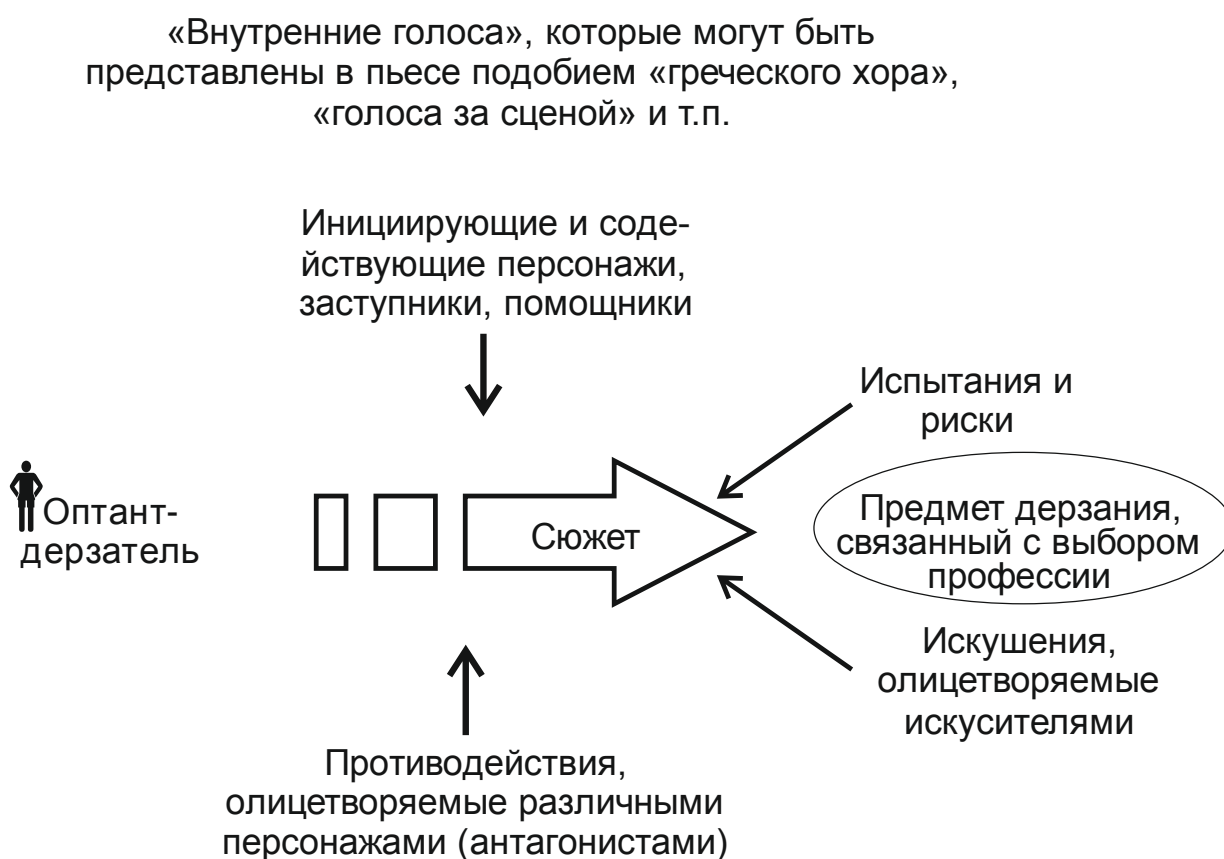 «Внутренние голоса», которые могут быть
представлены в пьесе подобием «греческого хора»,
«голоса за сценой» и т.п.
Инициирующие и соде-
йствующие персонажи,
заступники, помощники
Испытания и
риски
Оптант-
дерзатель
Сюжет
Предмет дерзания,
связанный с выбором
профессии
Искушения,
олицетворяемые
искусителями
Противодействия,
олицетворяемые различными
персонажами (антагонистами)